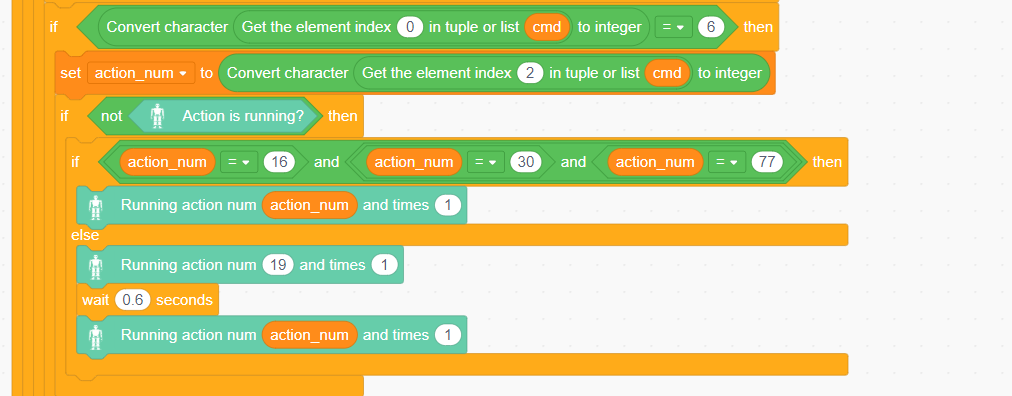 if Convert character Get the element index 0 in tuple or list cmd to integer = 6 then
set action_num to Convert character Get the element index 2 in tuple or list cmd to integer
if not Action is running? then
if action_num = 16 and action_num = 30 and action_num = 77 then
Running action num action_num and times 1
else
Running action num 19 and times 1
wait 0.6 seconds
Running action num action_num and times 1